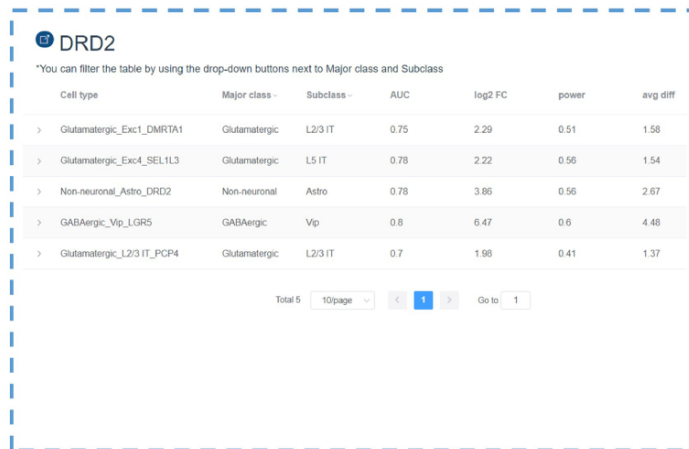 DRD2
*You can filter the table by using the drop-down buttons next to Major class and Subclass
Cell type Major class Subclass AUC log2 FC power avg diff
Glutamatergic_Exc1_DMRTA1 Glutamatergic L2/3 IT 0.75 2.29 0.51 1.58
Glutamatergic_Exc4_SEL1L3 Glutamatergic L5 IT 0.78 2.22 0.56 1.54
Non-neuronal_Astro_DRD2 Non-neuronal Astro 0.78 3.86 0.56 2.67
GABAergic_Vip_LGR5 GABAergic Vip 0.8 6.47 0.6 4.48
Glutamatergic_L2/3 IT_PCP4 Glutamatergic L2/3 IT 0.7 1.98 0.41 1.37
Total 5 10/page < 1 > Go to 1